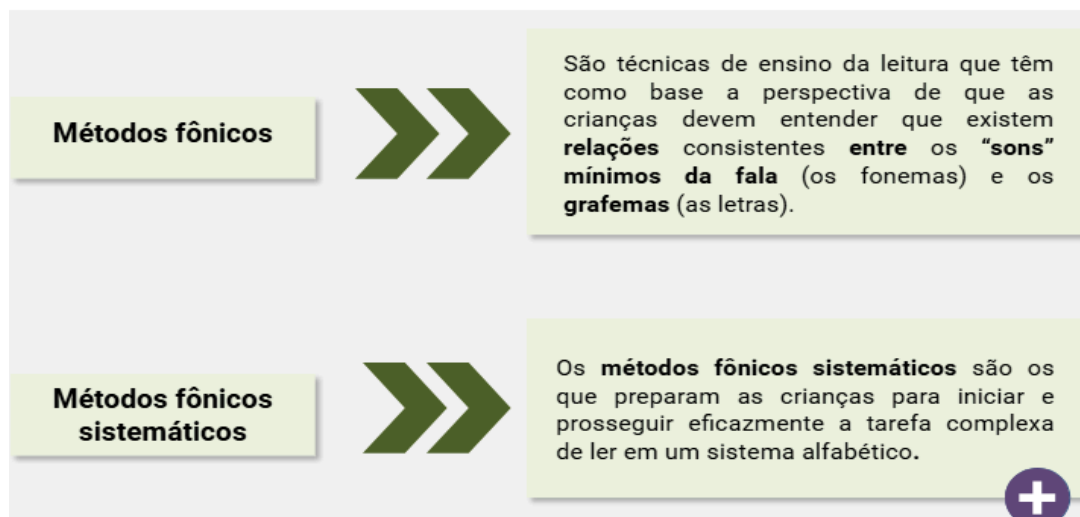 Métodos fônicos
São técnicas de ensino da leitura que têm
como base a perspectiva de que as
crianças devem entender que existem
relações consistentes entre os “sons”
mínimos da fala (os fonemas) e os
grafemas (as letras).
Métodos fônicos
sistemáticos
Os métodos fônicos sistemáticos são os
que preparam as crianças para iniciar e
prosseguir eficazmente a tarefa complexa
de ler em um sistema alfabético.